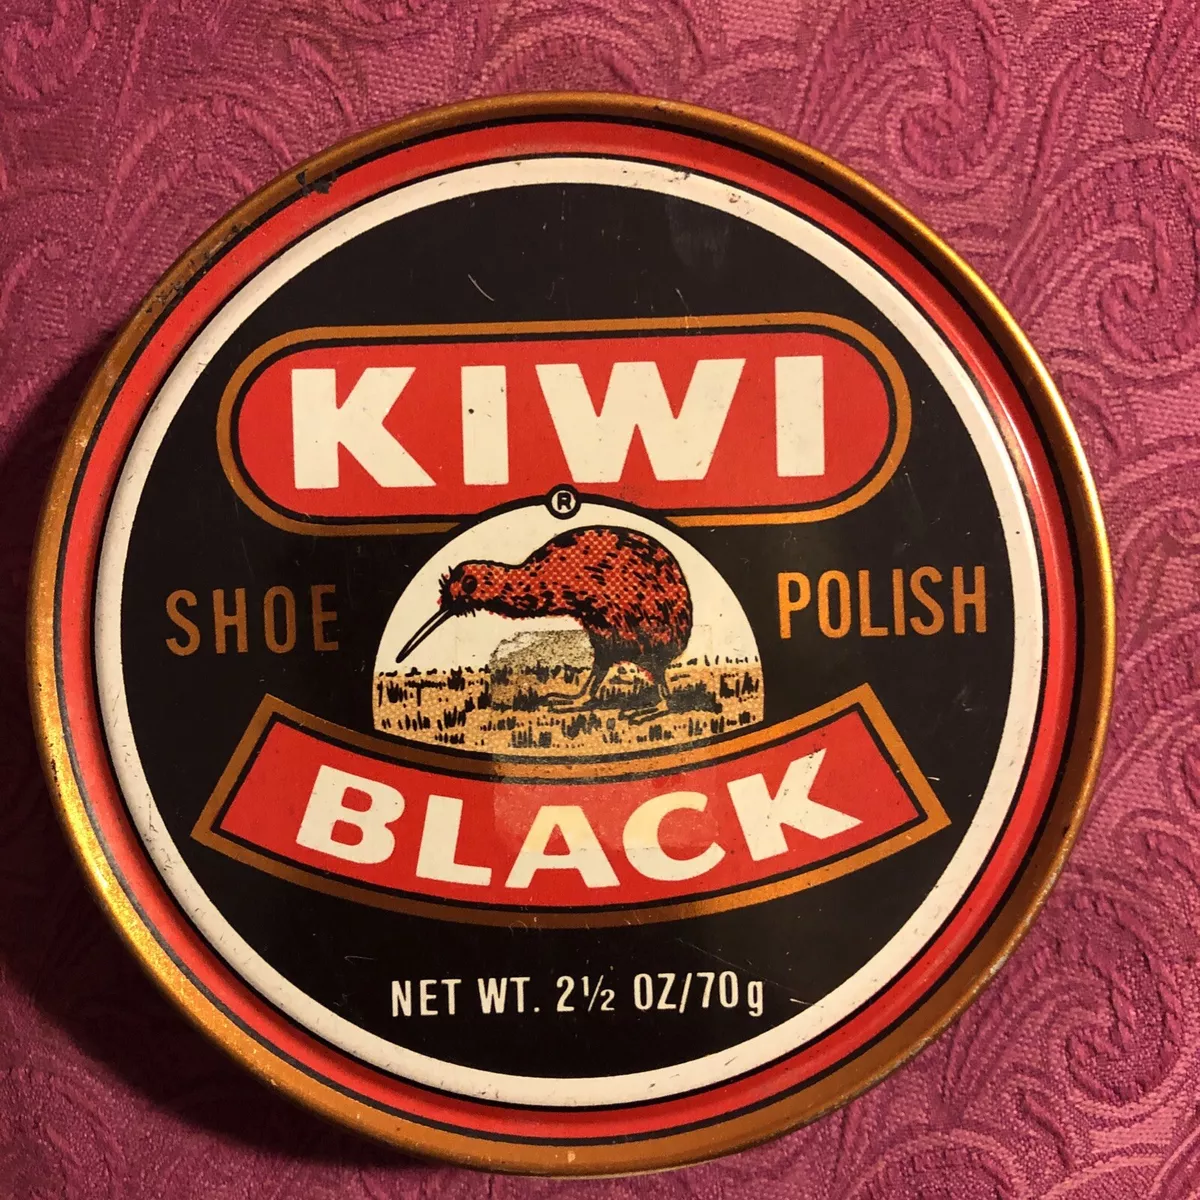 KIWI
®
SHOE POLISH
BLACK
NET WT. 2½ OZ/70g